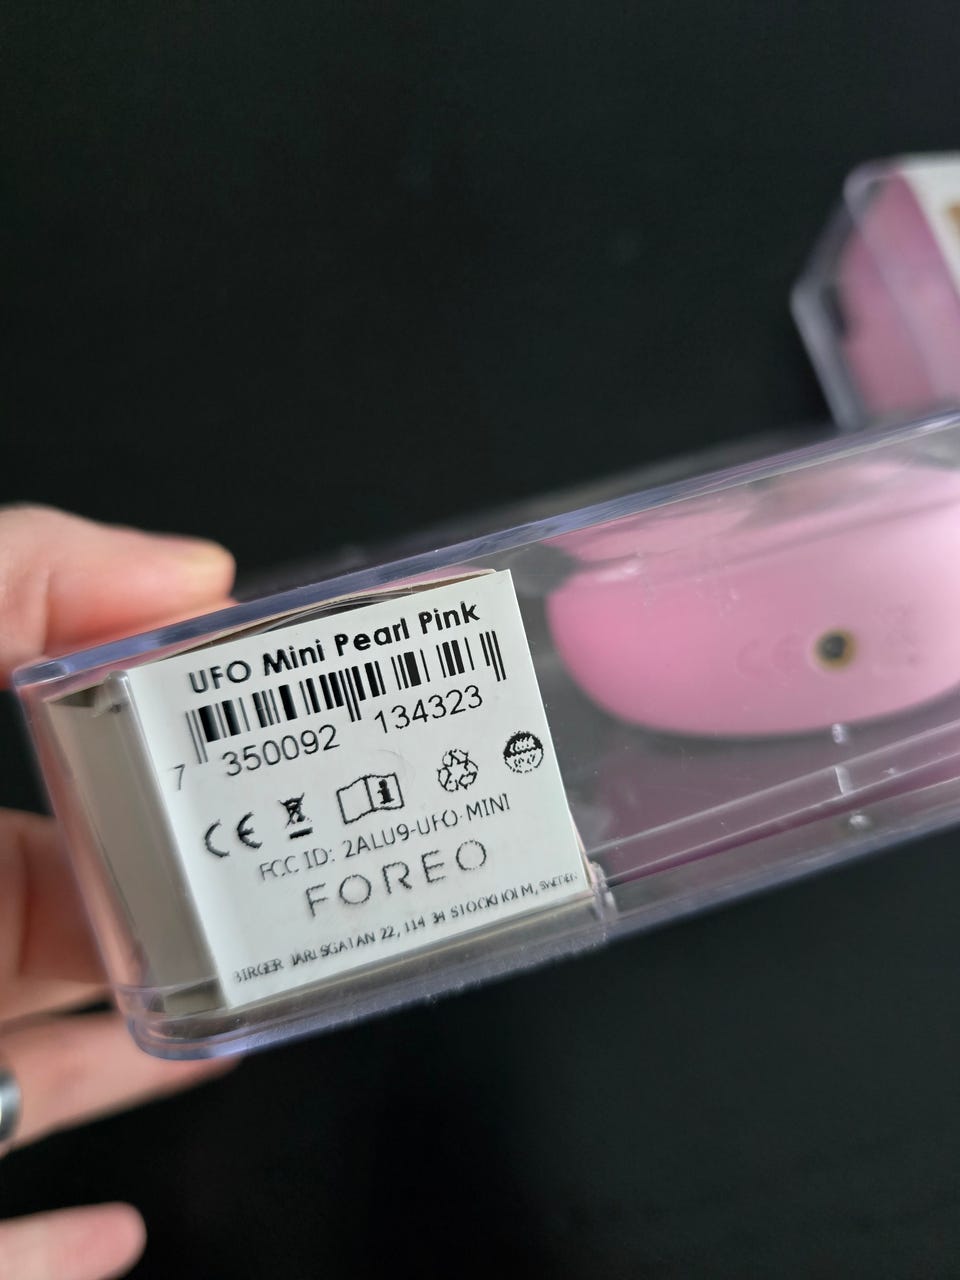 UFO Mini Pearl Pink
7 350092 134323
CE
FCC ID: 2ALU9-UFO-MINI
FOREO
BIRGER JARLSGATAN 22, 114 34 STOCKHOLM, SWEDEN